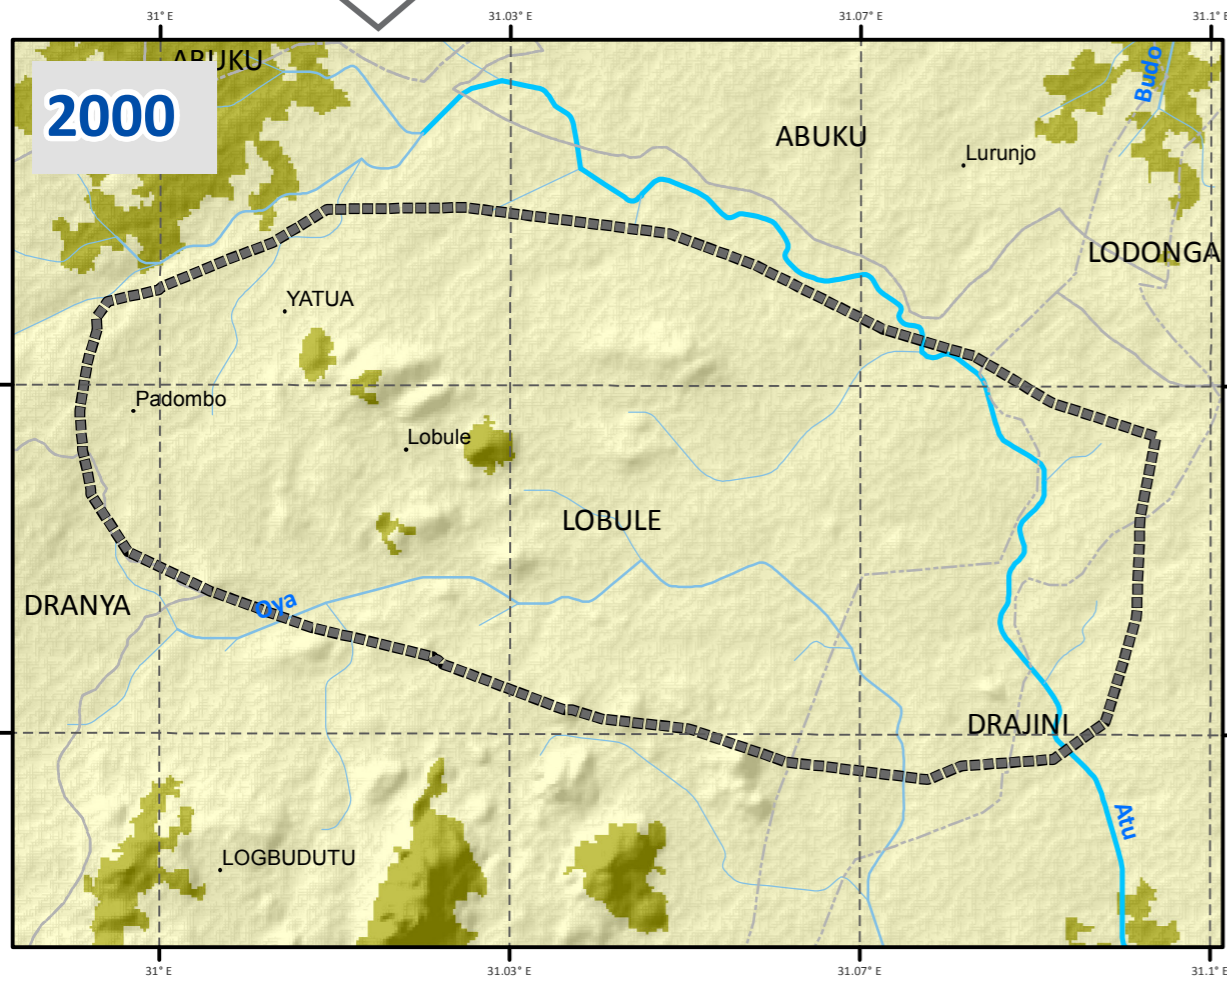 31° E 31.03° E 31.07° E 31.1° E
ABUKU
2000
Budo
ABUKU
Lurunjo
LODONGA
YATUA
Padombo
Lobule
LOBULE
DRANYA
Oya
DRAJINI
Atu
LOGBUDUTU
31° E 31.03° E 31.07° E 31.1° E